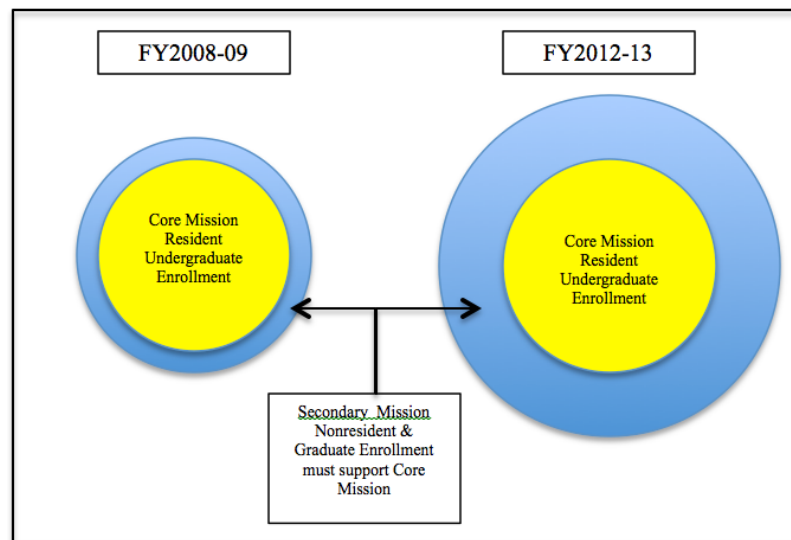 FY2008-09
FY2012-13
Core Mission
Resident
Undergraduate
Enrollment
Core Mission
Resident
Undergraduate
Enrollment
Secondary Mission
Nonresident &
Graduate Enrollment
must support Core
Mission